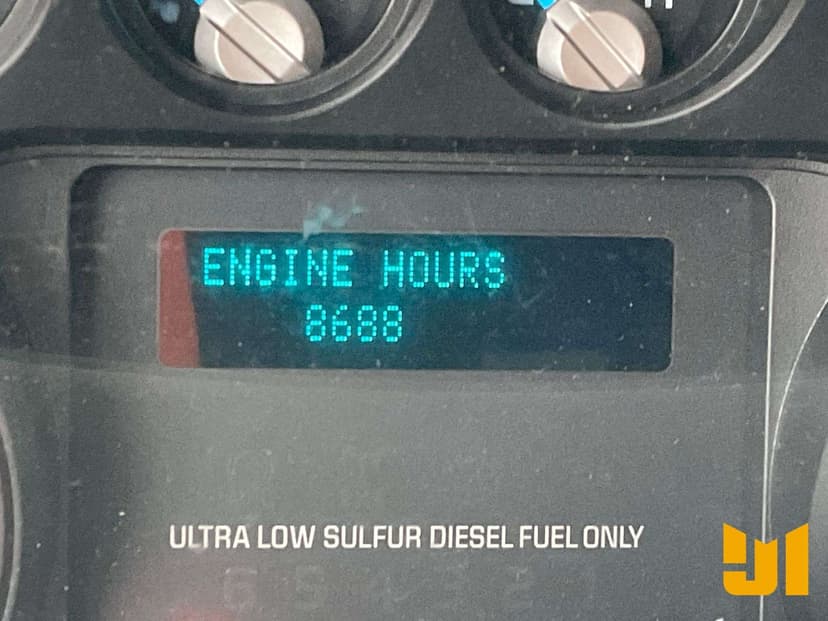 ENGINE HOURS
8688
ULTRA LOW SULFUR DIESEL FUEL ONLY